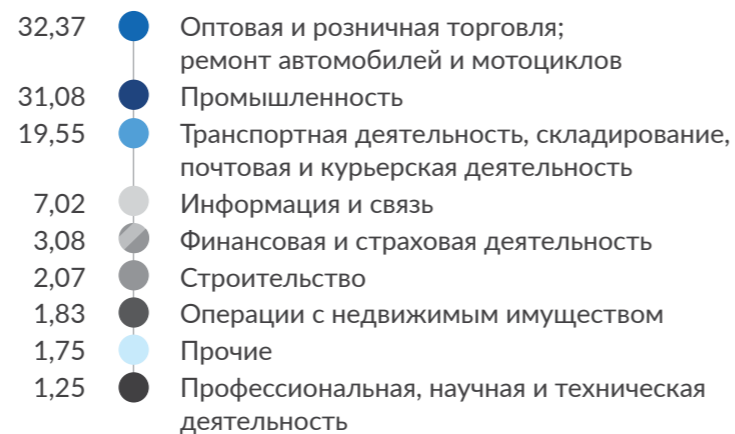 32,37 Оптовая и розничная торговля;
ремонт автомобилей и мотоциклов
31,08 Промышленность
19,55 Транспортная деятельность, складирование,
почтовая и курьерская деятельность
7,02 Информация и связь
3,08 Финансовая и страховая деятельность
2,07 Строительство
1,83 Операции с недвижимым имуществом
1,75 Прочие
1,25 Профессиональная, научная и техническая
деятельность